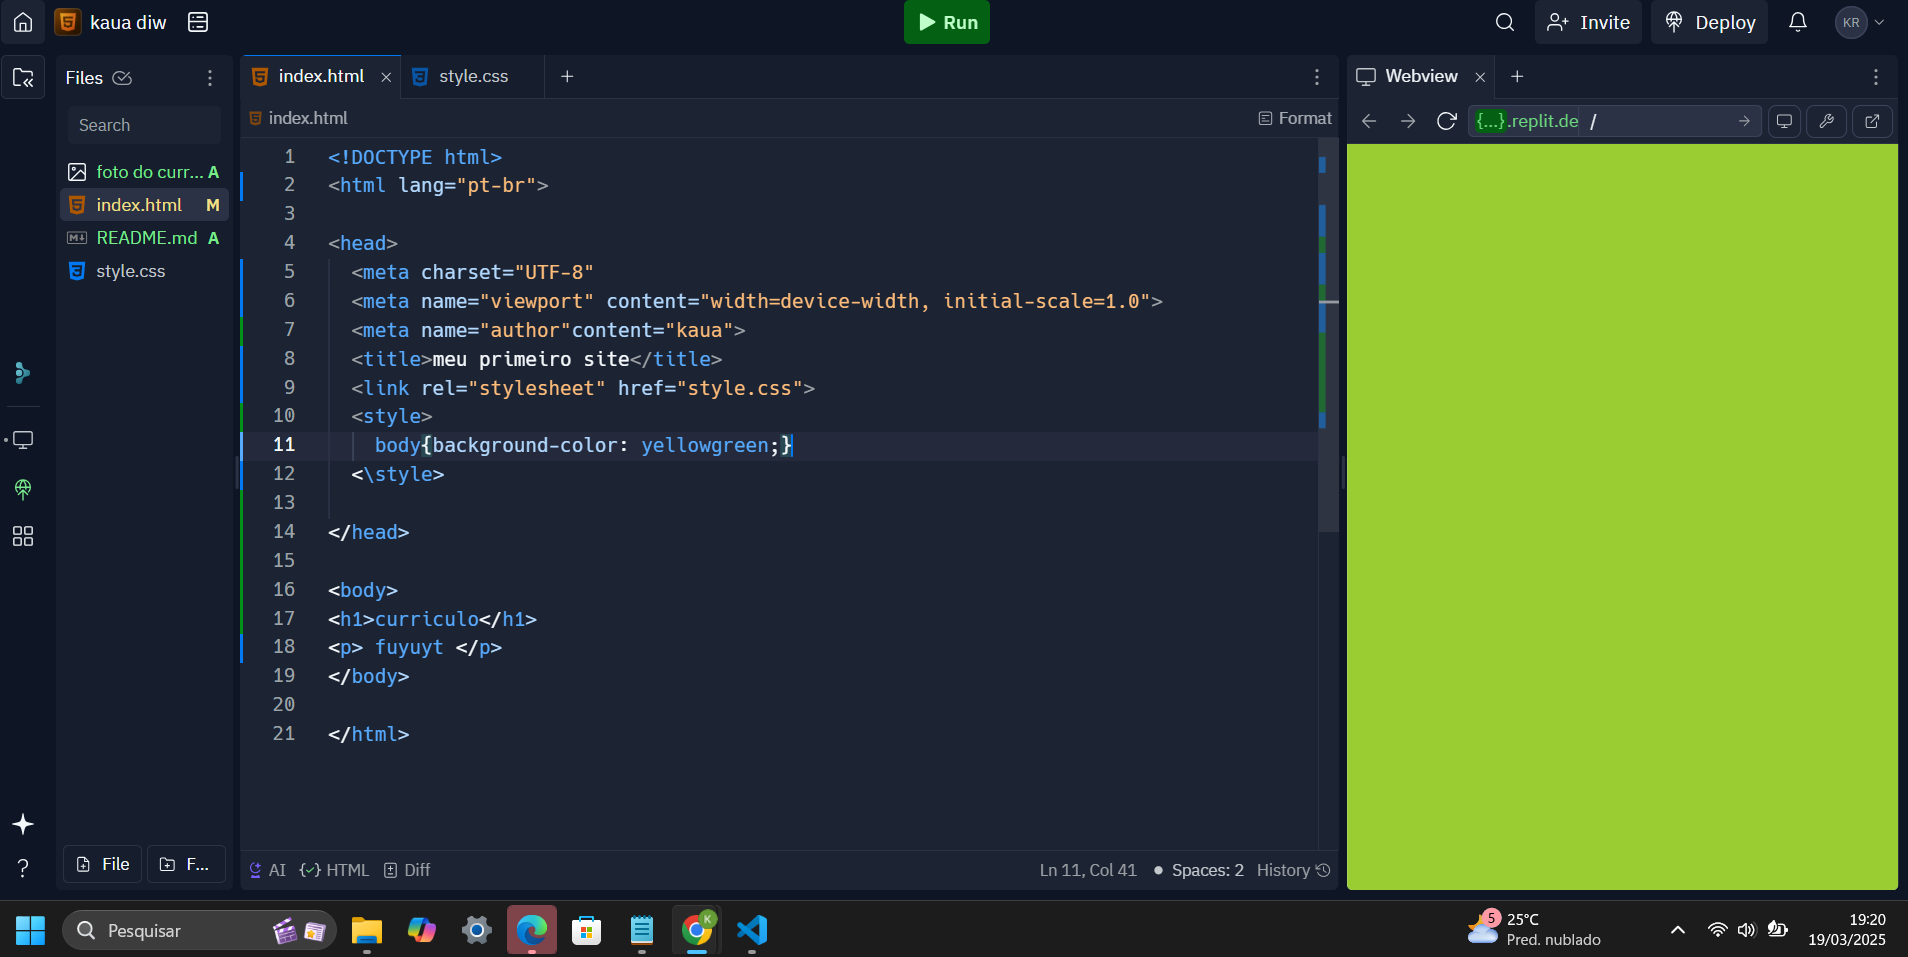 kaua diw
Run
Invite
Deploy
KR
Files
Search
foto do curr... A
index.html M
README.md A
style.css
File
F...
index.html
style.css
index.html
Format
1 <!DOCTYPE html>
2 <html lang="pt-br">
3
4 <head>
5 <meta charset="UTF-8"
6 <meta name="viewport" content="width=device-width, initial-scale=1.0">
7 <meta name="author"content="kaua">
8 <title>meu primeiro site</title>
9 <link rel="stylesheet" href="style.css">
10 <style>
11 body{background-color: yellowgreen;}
12 <\style>
13
14 </head>
15
16 <body>
17 <h1>curriculo</h1>
18 <p> fuyuyt </p>
19 </body>
20
21 </html>
AI
HTML
Diff
Ln 11, Col 41
Spaces: 2
History
Webview
{...}.replit.de /
Pesquisar
K
5
25°C
Pred. nublado
19:20
19/03/2025